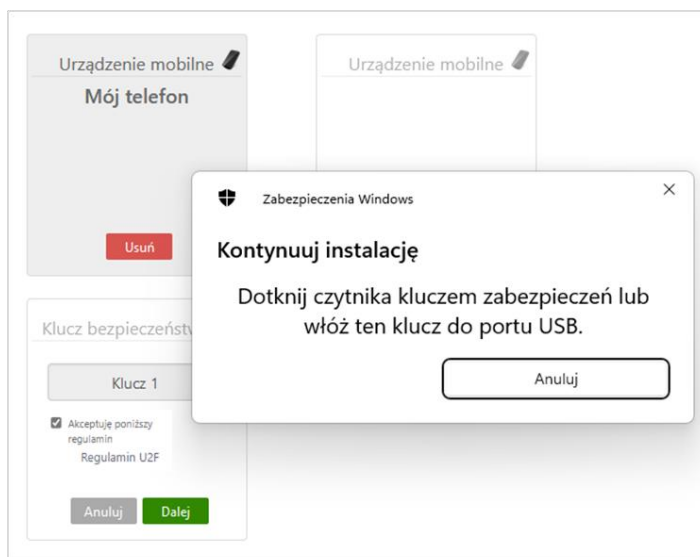 Urządzenie mobilne
Mój telefon
Usuń
Urządzenie mobilne
Zabezpieczenia Windows
Kontynuuj instalację
Dotknij czytnika kluczem zabezpieczeń lub
włóż ten klucz do portu USB.
Anuluj
Klucz bezpieczeństw
Klucz 1
Akceptuję poniższy
regulamin
Regulamin U2F
Anuluj
Dalej